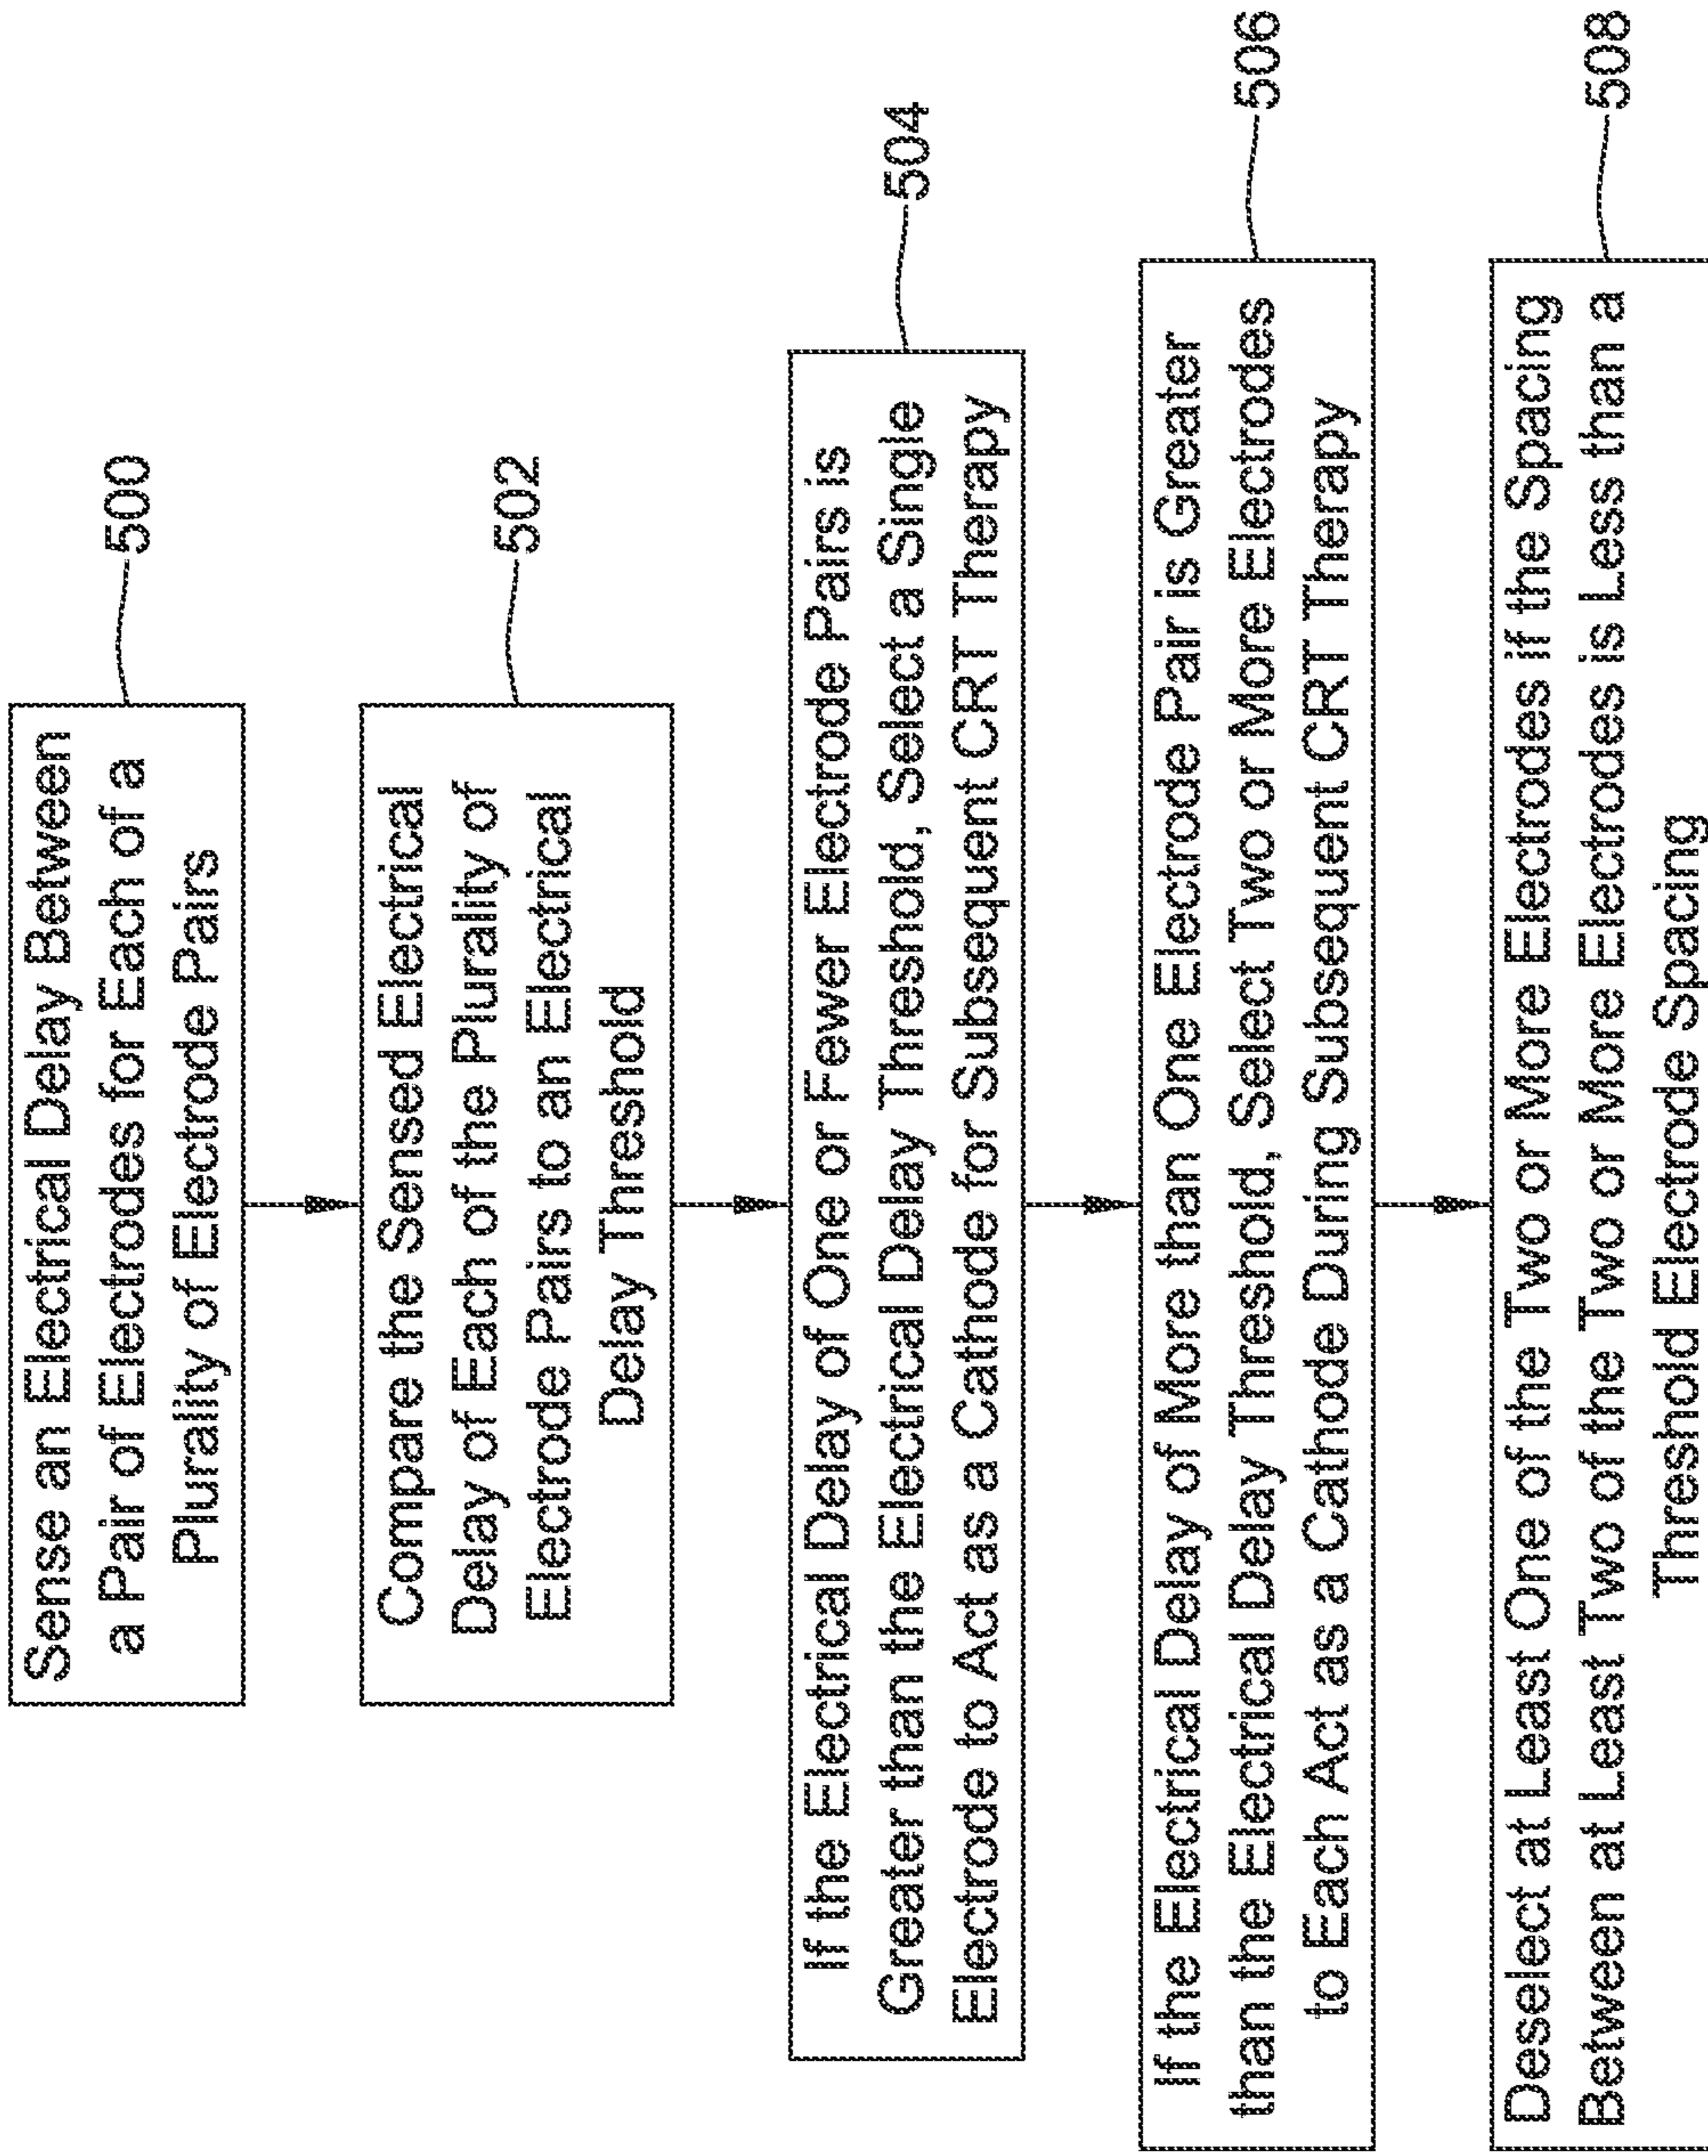 Sense an Electrical Delay Between
a Pair of Electrodes for Each of a
Plurality of Electrode Pairs
500
Compare the Sensed Electrical
Delay of Each of the Plurality of
Electrode Pairs to an Electrical
Delay Threshold
502
If the Electrical Delay of One or Fewer Electrode Pairs is
Greater than the Electrical Delay Threshold, Select a Single
Electrode to Act as a Cathode for Subsequent CRT Therapy
504
If the Electrical Delay of More than One Electrode Pair is Greater
than the Electrical Delay Threshold, Select Two or More Electrodes
to Each Act as a Cathode During Subsequent CRT Therapy
506
Deselect at Least One of the Two or More Electrodes if the Spacing
Between at Least Two of the Two or More Electrodes is Less than a
Threshold Electrode Spacing
508